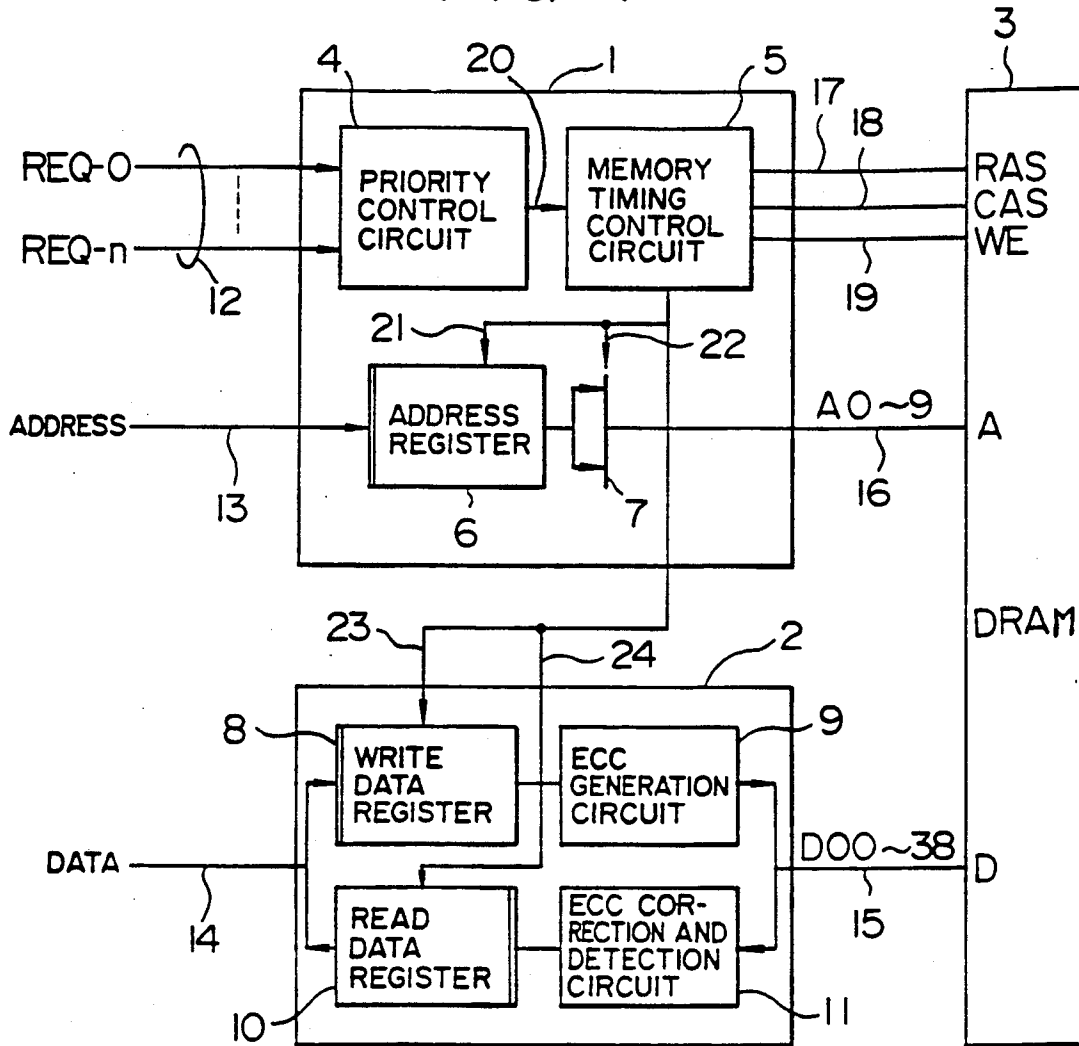 3
4
20
1
5
17
18
REQ-0
REQ-n
12
PRIORITY
CONTROL
CIRCUIT
MEMORY
TIMING
CONTROL
CIRCUIT
RAS
CAS
WE
19
21
22
ADDRESS
13
ADDRESS
REGISTER
6
7
A0~9
16
A
DRAM
23
24
2
8
WRITE
DATA
REGISTER
9
ECC
GENERATION
CIRCUIT
DATA
14
D00~38
15
D
READ
DATA
REGISTER
10
ECC COR-
RECTION AND
DETECTION
CIRCUIT
11